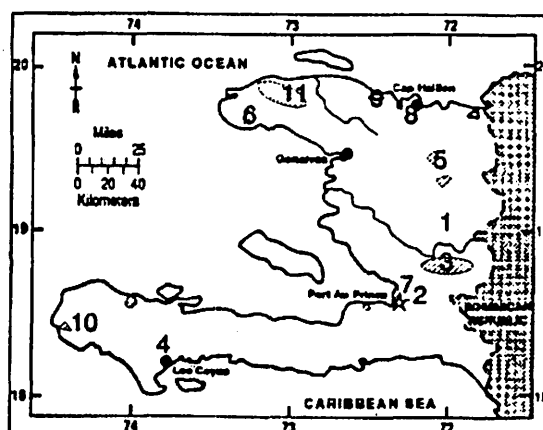 74 73 72
20
ATLANTIC OCEAN
N
11
9
Cap Haitien
8
6
Miles
0 25
0 20 40
Kilometers
Gonaives
5
19
1
3
7
Port Au Prince
2
REPUBLIC
10
4
Les Cayes
18
CARIBBEAN SEA
74 73 72